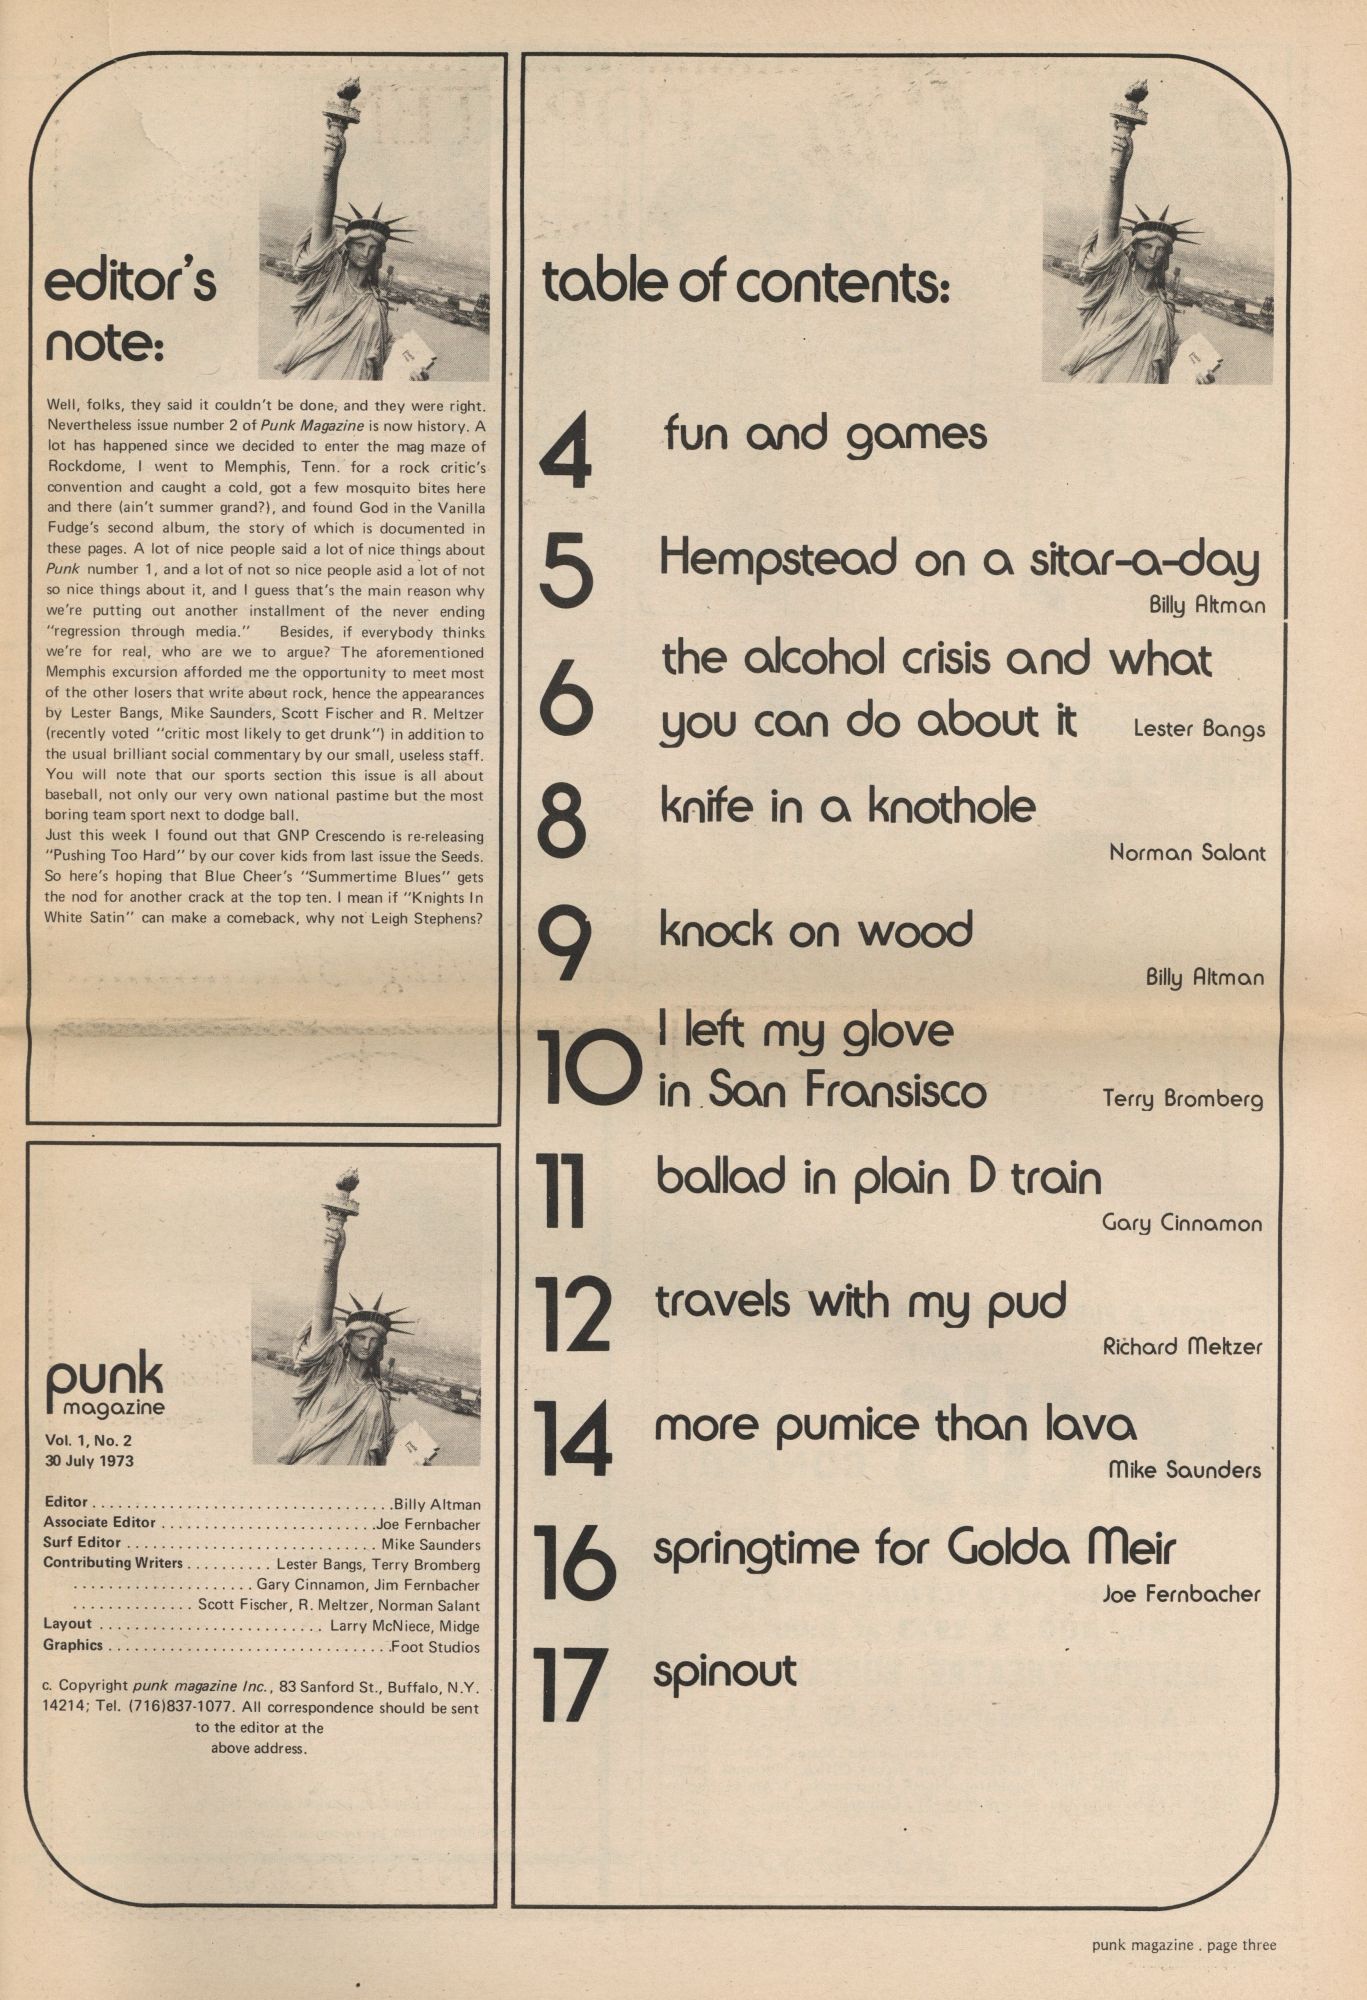 editor's
note:
Well, folks, they said it couldn't be done, and they were right.
Nevertheless issue number 2 of Punk Magazine is now history. A
lot has happened since we decided to enter the mag maze of
Rockdome, I went to Memphis, Tenn. for a rock critic's
convention and caught a cold, got a few mosquito bites here
and there (ain't summer grand?), and found God in the Vanilla
Fudge's second album, the story of which is documented in
these pages. A lot of nice people said a lot of nice things about
Punk number 1, and a lot of not so nice people asid a lot of not
so nice things about it, and I guess that's the main reason why
we're putting out another installment of the never ending
"regression through media." Besides, if everybody thinks
we're for real, who are we to argue? The aforementioned
Memphis excursion afforded me the opportunity to meet most
of the other losers that write about rock, hence the appearances
by Lester Bangs, Mike Saunders, Scott Fischer and R. Meltzer
(recently voted "critic most likely to get drunk") in addition to
the usual brilliant social commentary by our small, useless staff.
You will note that our sports section this issue is all about
baseball, not only our very own national pastime but the most
boring team sport next to dodge ball.
Just this week I found out that GNP Crescendo is re-releasing
"Pushing Too Hard" by our cover kids from last issue the Seeds.
So here's hoping that Blue Cheer's "Summertime Blues" gets
the nod for another crack at the top ten. I mean if "Knights In
White Satin" can make a comeback, why not Leigh Stephens?
punk
magazine
Vol. 1, No. 2
30 July 1973
Editor . . . . . . . . . . . . . . . . . . . . . . . . . . . . . . . . . .Billy Altman
Associate Editor . . . . . . . . . . . . . . . . . . . . . . . .Joe Fernbacher
Surf Editor . . . . . . . . . . . . . . . . . . . . . . . . . . . . Mike Saunders
Contributing Writers . . . . . . . . . . Lester Bangs, Terry Bromberg
. . . . . . . . . . . . . . . . . . . . Gary Cinnamon, Jim Fernbacher
. . . . . . . . . . . . . . Scott Fischer, R. Meltzer, Norman Salant
Layout . . . . . . . . . . . . . . . . . . . . . . . . . Larry McNiece, Midge
Graphics . . . . . . . . . . . . . . . . . . . . . . . . . . . . . . . .Foot Studios
c. Copyright punk magazine Inc., 83 Sanford St., Buffalo, N.Y.
14214; Tel. (716)837-1077. All correspondence should be sent
to the editor at the
above address.
table of contents:
4 fun and games
5 Hempstead on a sitar-a-day
Billy Altman
6 the alcohol crisis and what
you can do about it Lester Bangs
8 knife in a knothole
Norman Salant
9 knock on wood
Billy Altman
10 I left my glove
in San Fransisco Terry Bromberg
11 ballad in plain D train
Gary Cinnamon
12 travels with my pud
Richard Meltzer
14 more pumice than lava
Mike Saunders
16 springtime for Golda Meir
Joe Fernbacher
17 spinout
punk magazine . page three